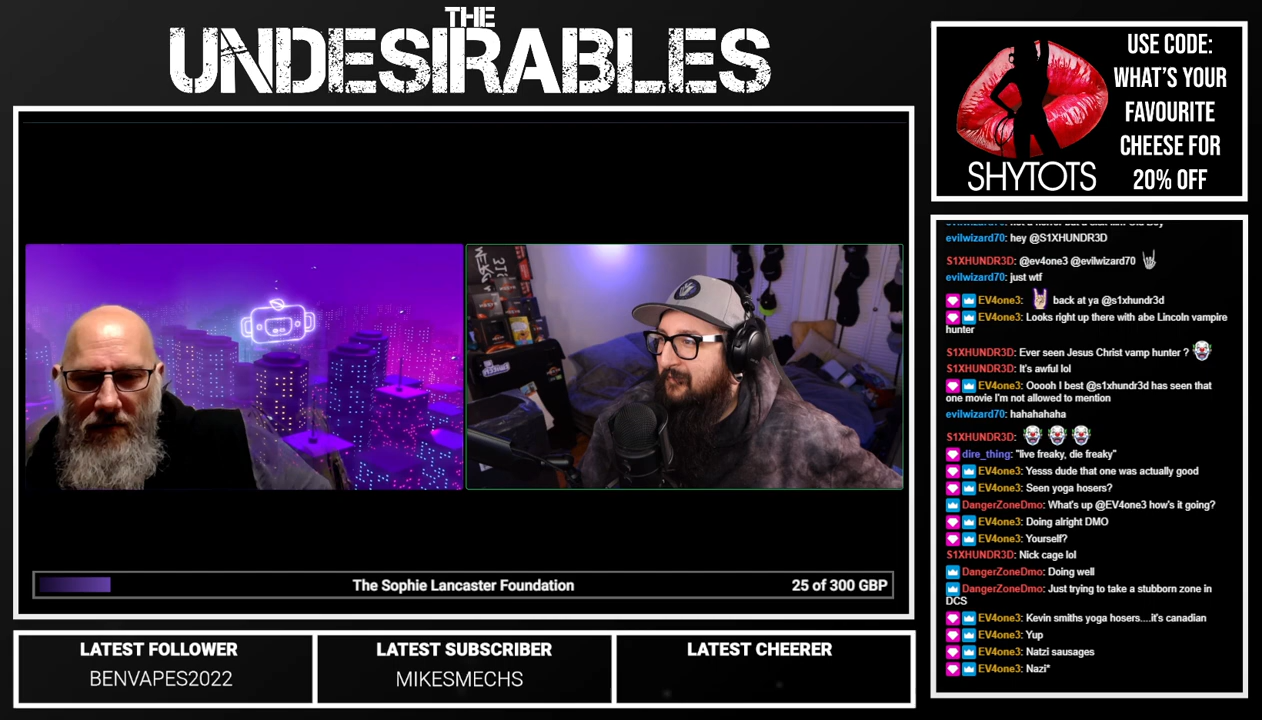 THE
UNDESIRABLES
USE CODE:
WHAT'S YOUR
FAVOURITE
CHEESE FOR
20% OFF
SHYTOTS
The Sophie Lancaster Foundation 25 of 300 GBP
LATEST FOLLOWER
BENVAPES2022
LATEST SUBSCRIBER
MIKESMECHS
LATEST CHEERER
evilwizard70: hey @S1XHUNDR3D
S1XHUNDR3D: @ev4one3 @evilwizard70
evilwizard70: just wtf
EV4one3: back at ya @s1xhundr3d
EV4one3: Looks right up there with abe Lincoln vampire
hunter
S1XHUNDR3D: Ever seen Jesus Christ vamp hunter ?
S1XHUNDR3D: It's awful lol
EV4one3: Ooooh I best @s1xhundr3d has seen that
one movie I'm not allowed to mention
evilwizard70: hahahahaha
S1XHUNDR3D:
dire_thing: "live freaky, die freaky"
EV4one3: Yesss dude that one was actually good
EV4one3: Seen yoga hosers?
DangerZoneDmo: What's up @EV4one3 how's it going?
EV4one3: Doing alright DMO
EV4one3: Yourself?
S1XHUNDR3D: Nick cage lol
DangerZoneDmo: Doing well
DangerZoneDmo: Just trying to take a stubborn zone in
DCS
EV4one3: Kevin smiths yoga hosers....it's canadian
EV4one3: Yup
EV4one3: Natzi sausages
EV4one3: Nazi*